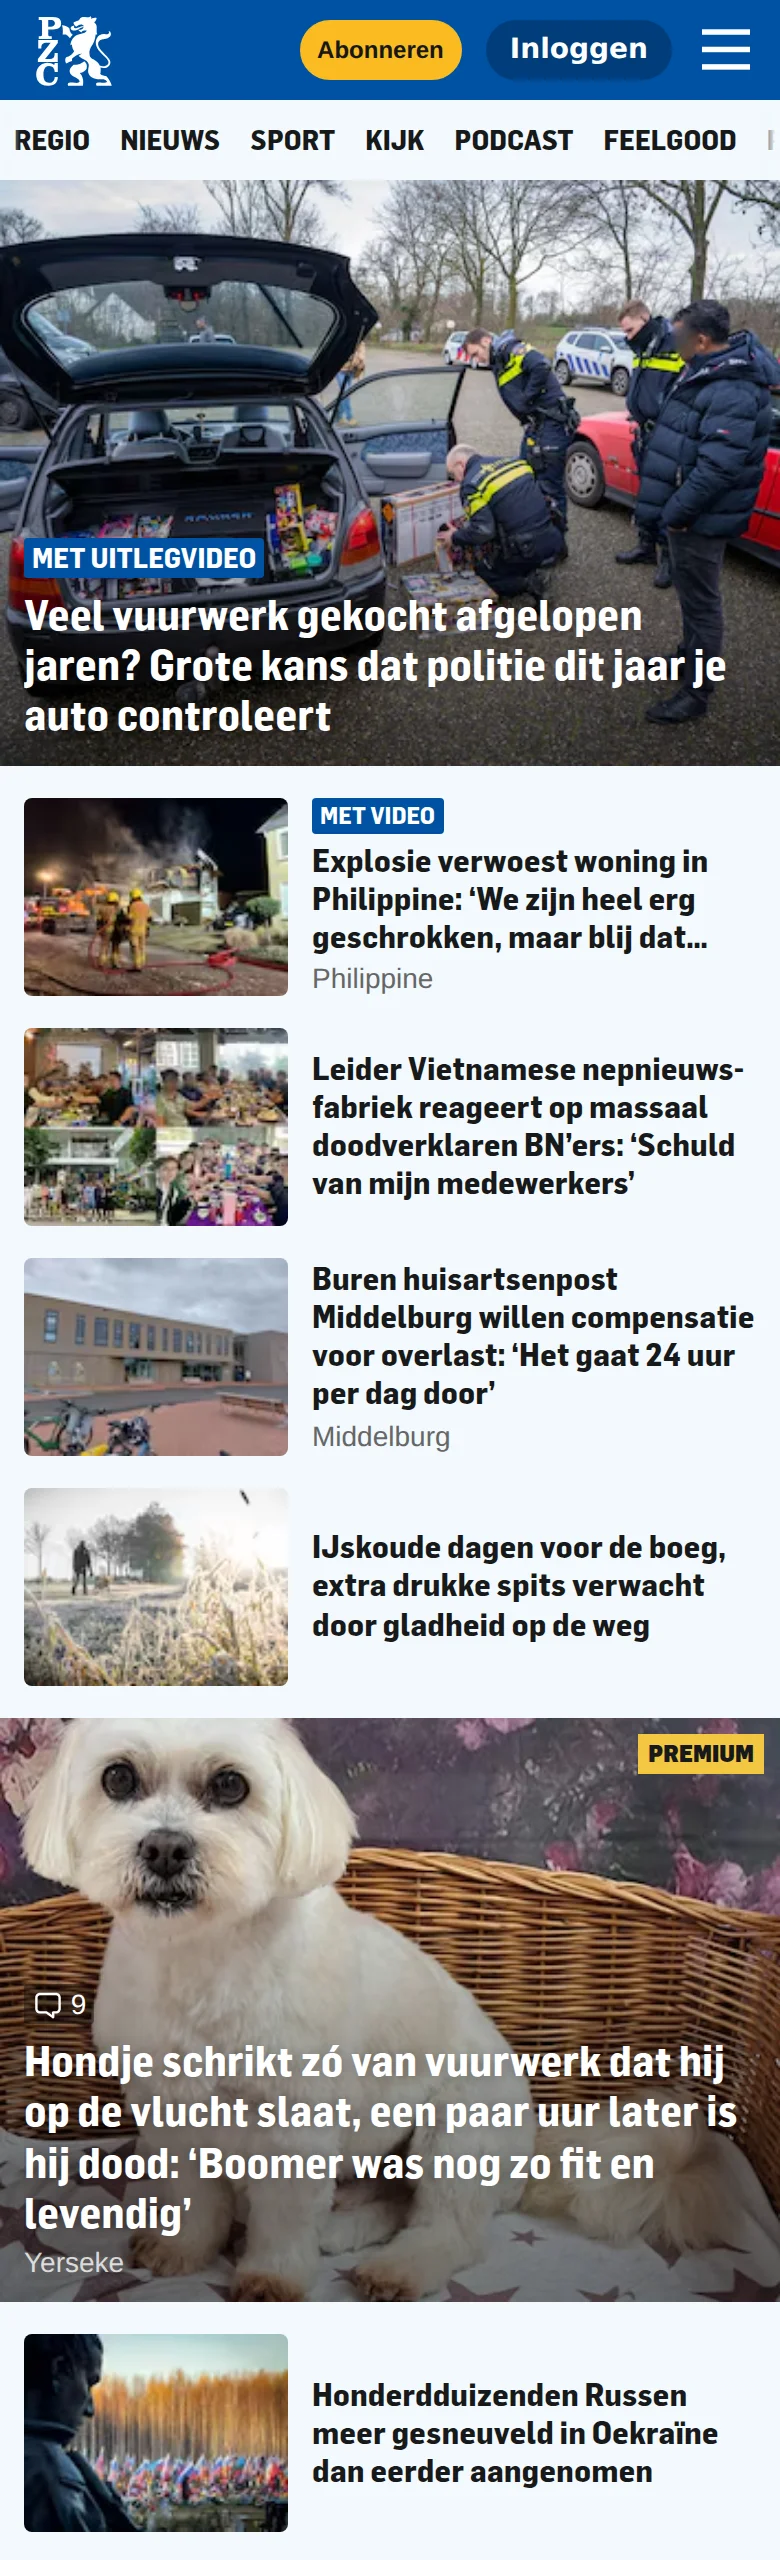 P
Z
C
Abonneren
Inloggen
REGIO NIEUWS SPORT KIJK PODCAST FEELGOOD
MET UITLEGVIDEO
Veel vuurwerk gekocht afgelopen
jaren? Grote kans dat politie dit jaar je
auto controleert
MET VIDEO
Explosie verwoest woning in
Philippine: ‘We zijn heel erg
geschrokken, maar blij dat...
Philippine
Leider Vietnamese nepnieuws-
fabriek reageert op massaal
doodverklaren BN’ers: ‘Schuld
van mijn medewerkers’
Buren huisartsenpost
Middelburg willen compensatie
voor overlast: ‘Het gaat 24 uur
per dag door’
Middelburg
IJskoude dagen voor de boeg,
extra drukke spits verwacht
door gladheid op de weg
PREMIUM
9
Hondje schrikt zó van vuurwerk dat hij
op de vlucht slaat, een paar uur later is
hij dood: ‘Boomer was nog zo fit en
levendig’
Yerseke
Honderdduizenden Russen
meer gesneuveld in Oekraïne
dan eerder aangenomen